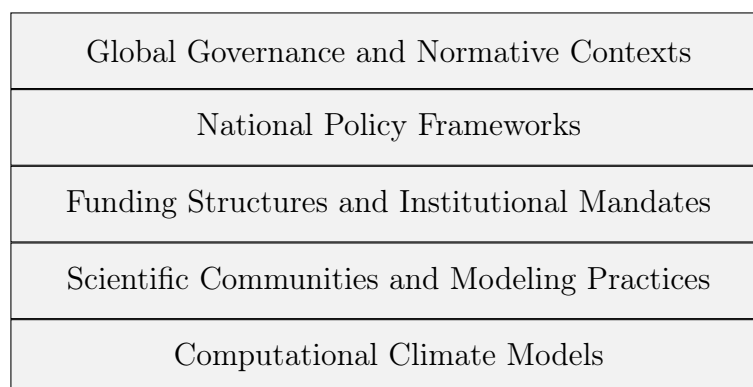 Global Governance and Normative Contexts
National Policy Frameworks
Funding Structures and Institutional Mandates
Scientific Communities and Modeling Practices
Computational Climate Models